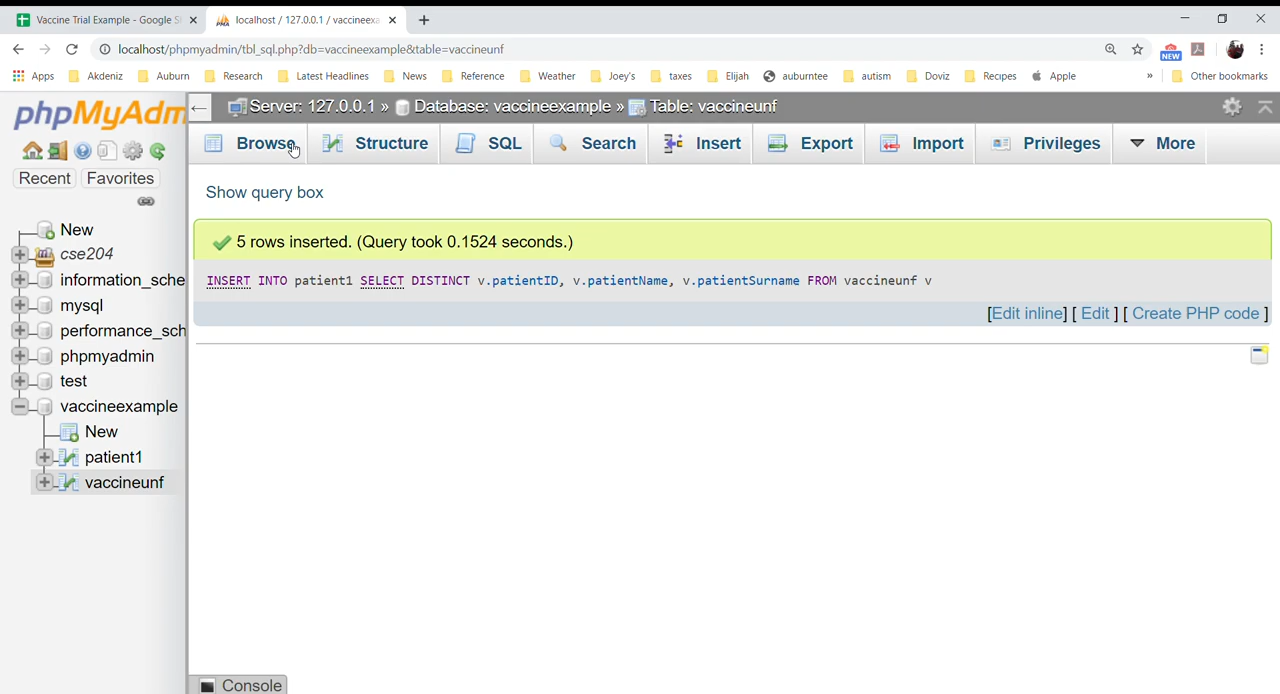 Vaccine Trial Example - Google S
localhost / 127.0.0.1 / vaccineexa
localhost/phpmyadmin/tbl_sql.php?db=vaccineexample&table=vaccineunf
NEW
Apps Akdeniz Auburn Research Latest Headlines News Reference Weather Joey's taxes Elijah auburntee autism Doviz Recipes Apple » Other bookmarks
phpMyAdm
Server: 127.0.0.1 » Database: vaccineexample » Table: vaccineunf
Browse Structure SQL Search Insert Export Import Privileges More
Recent Favorites
New
cse204
information_sche
mysql
performance_sch
phpmyadmin
test
vaccineexample
New
patient1
vaccineunf
Show query box
5 rows inserted. (Query took 0.1524 seconds.)
INSERT INTO patient1 SELECT DISTINCT v.patientID, v.patientName, v.patientSurname FROM vaccineunf v
[Edit inline] [ Edit ] [ Create PHP code ]
Console